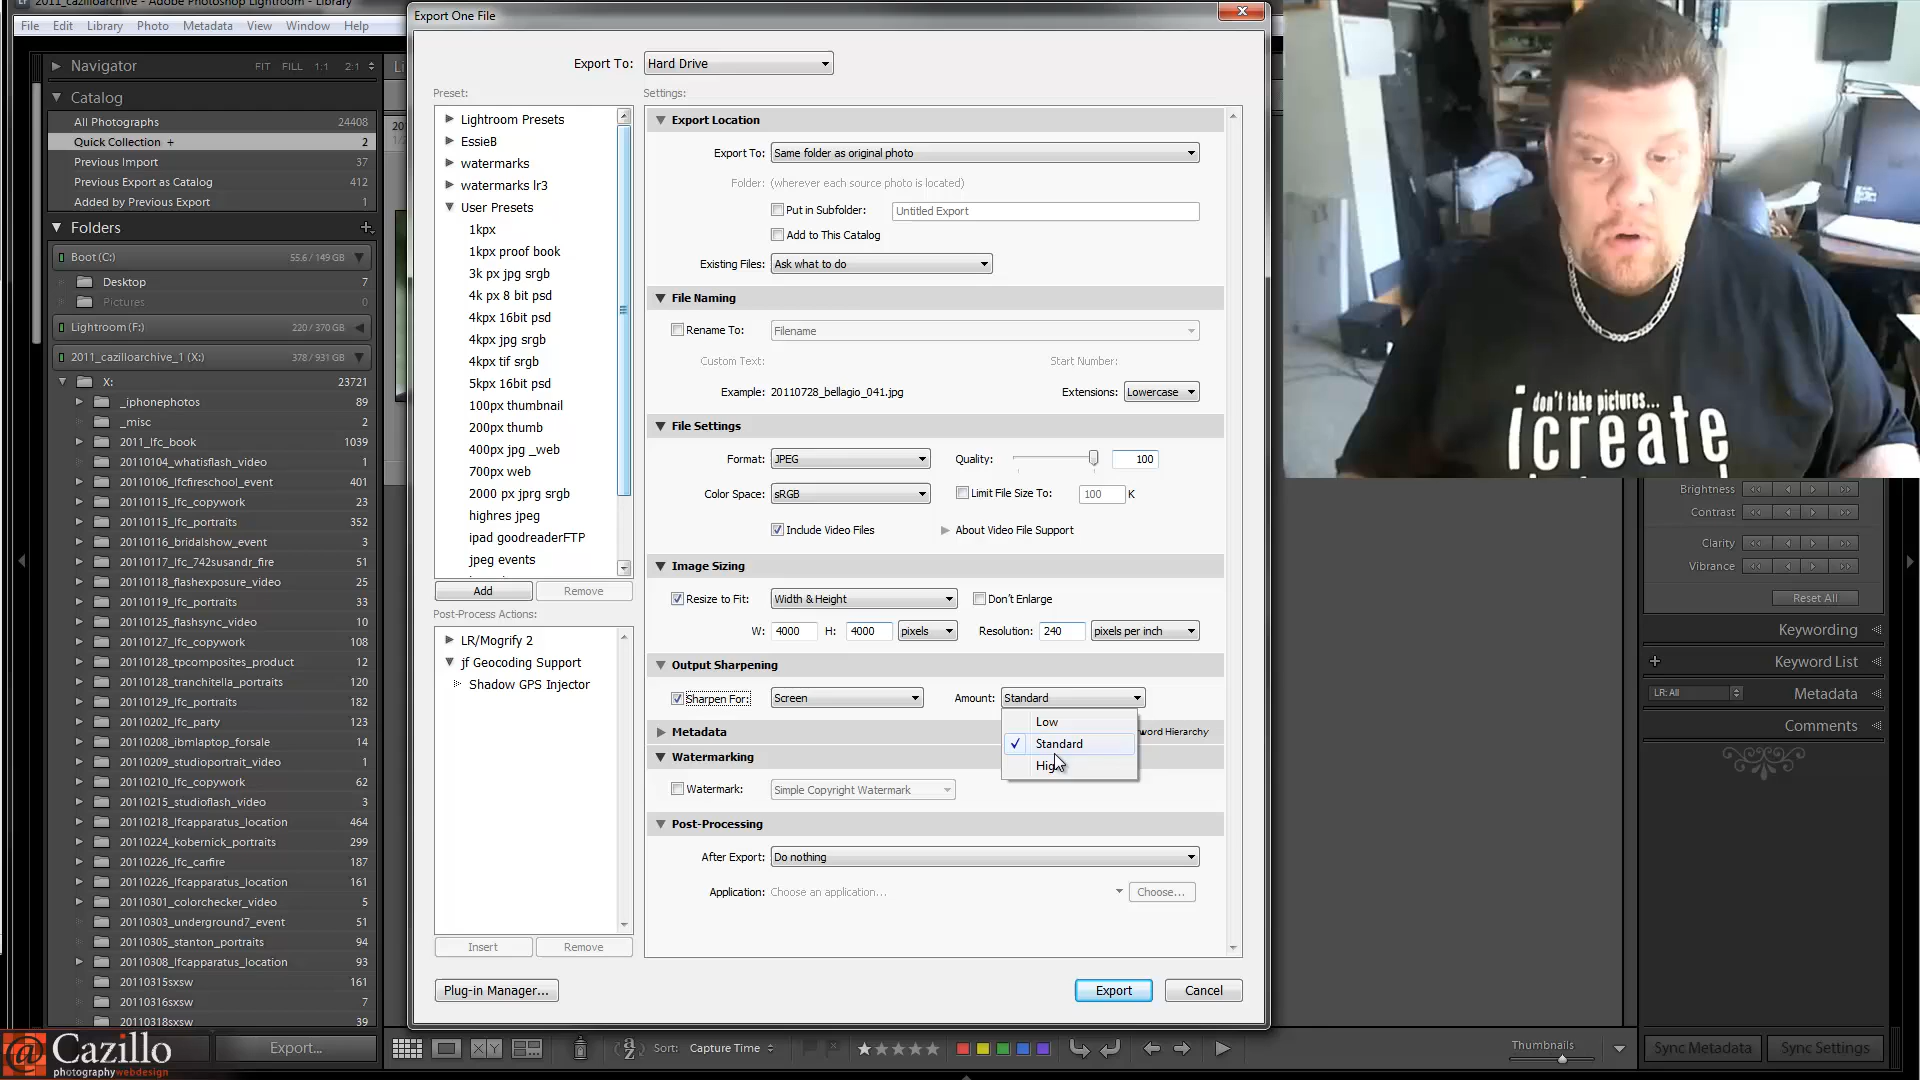 2011_cazilloarchive - Adobe Photoshop Lightroom - Library
File Edit Library Photo Metadata View Window Help
Navigator FIT FILL 1:1 2:1
Catalog
All Photographs 24408
Quick Collection + 2
Previous Import 37
Previous Export as Catalog 412
Added by Previous Export 1
Folders +
Boot (C:) 55.6 / 149 GB
Desktop 7
Pictures 0
Lightroom (F:) 220 / 370 GB
2011_cazilloarchive_1 (X:) 378 / 931 GB
X: 23721
_iphonephotos 89
_misc 2
2011_lfc_book 1039
20110104_whatisflash_video 1
20110106_lfcfireschool_event 401
20110115_lfc_copywork 23
20110115_lfc_portraits 352
20110116_bridalshow_event 3
20110117_lfc_742susandr_fire 51
20110118_flashexposure_video 25
20110119_lfc_portraits 33
20110125_flashsync_video 10
20110127_lfc_copywork 108
20110128_tpcomposites_product 12
20110128_tranchitella_portraits 120
20110129_lfc_portraits 182
20110202_lfc_party 123
20110208_ibmlaptop_forsale 14
20110209_studioportrait_video 1
20110210_lfc_copywork 62
20110215_studioflash_video 3
20110218_lfcapparatus_location 464
20110224_kobernick_portraits 299
20110226_lfc_carfire 187
20110226_lfcapparatus_location 161
20110301_colorchecker_video 5
20110303_underground7_event 51
20110305_stanton_portraits 94
20110308_lfcapparatus_location 93
20110315sxsw 161
20110316sxsw 7
20110318sxsw 39
@Cazillo
photographywebdesign
Export...
Export One File
Export To: Hard Drive
Preset:
Lightroom Presets
EssieB
watermarks
watermarks lr3
User Presets
1kpx
1kpx proof book
3k px jpg srgb
4k px 8 bit psd
4kpx 16bit psd
4kpx jpg srgb
4kpx tif srgb
5kpx 16bit psd
100px thumbnail
200px thumb
400px jpg _web
700px web
2000 px jprg srgb
highres jpeg
ipad goodreaderFTP
jpeg events
Add Remove
Post-Process Actions:
LR/Mogrify 2
jf Geocoding Support
Shadow GPS Injector
Insert Remove
Plug-in Manager...
Settings:
Export Location
Export To: Same folder as original photo
Folder: (wherever each source photo is located)
Put in Subfolder: Untitled Export
Add to This Catalog
Existing Files: Ask what to do
File Naming
Rename To: Filename
Custom Text: Start Number:
Example: 20110728_bellagio_041.jpg Extensions: Lowercase
File Settings
Format: JPEG Quality: 100
Color Space: sRGB Limit File Size To: 100 K
Include Video Files About Video File Support
Image Sizing
Resize to Fit: Width & Height Don't Enlarge
W: 4000 H: 4000 pixels Resolution: 240 pixels per inch
Output Sharpening
Sharpen For: Screen Amount: Standard
Low
Standard
Metadata word Hierarchy
Watermarking
Watermark: Simple Copyright Watermark
Post-Processing
After Export: Do nothing
Application: Choose an application... Choose...
Export Cancel
don't take pictures...
i create
Brightness
Contrast
Clarity
Vibrance
Reset All
Keywording
+ Keyword List
LR: All Metadata
Comments
Sort: Capture Time
Thumbnails
Sync Metadata Sync Settings